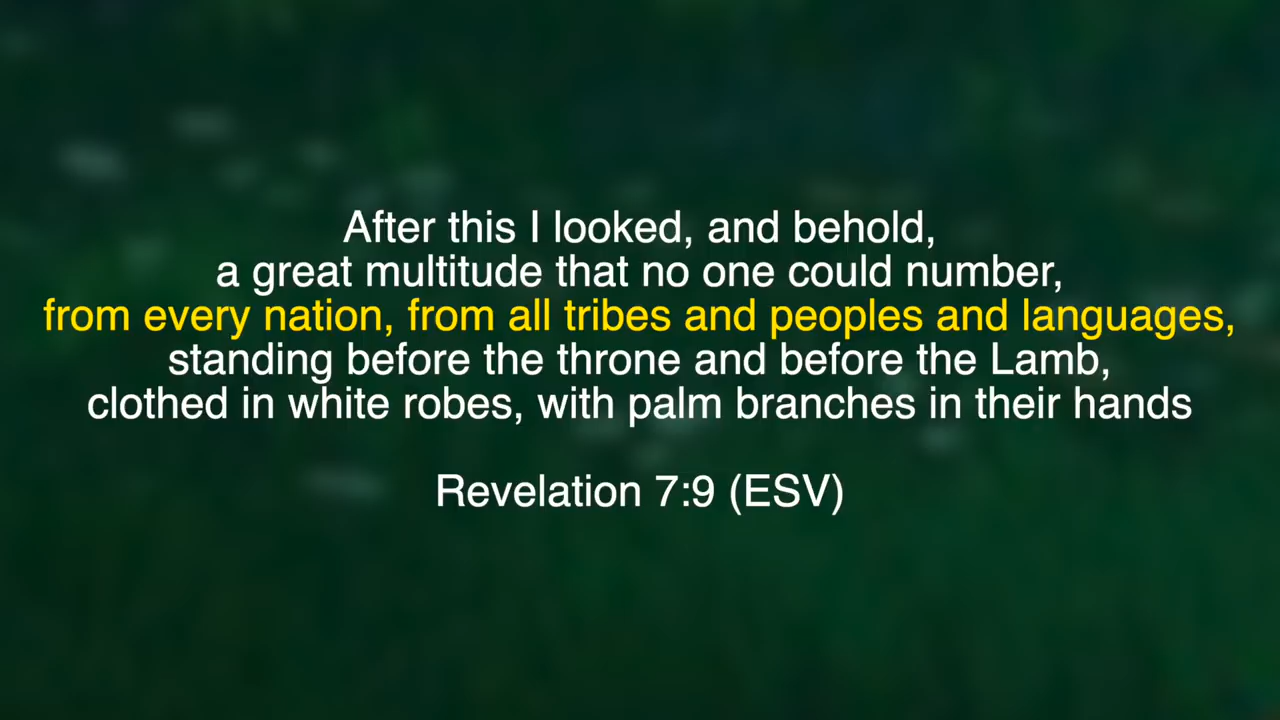 After this I looked, and behold,
a great multitude that no one could number,
from every nation, from all tribes and peoples and languages,
standing before the throne and before the Lamb,
clothed in white robes, with palm branches in their hands
Revelation 7:9 (ESV)